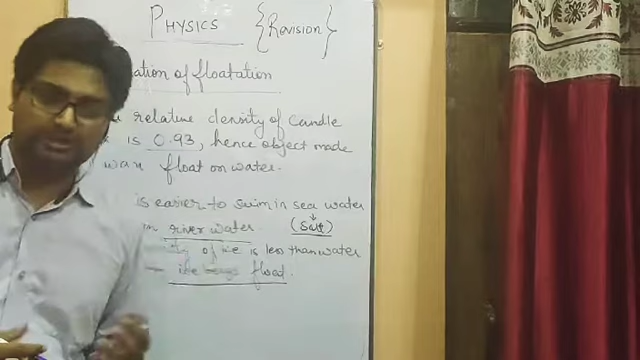 PHYSICS {Revision}
ation of floatation
relative density of Candle
is 0.93, hence object made
wax float on water.
is easier to swim in sea water
river water (Salt)
of ice is less than water
ice float.